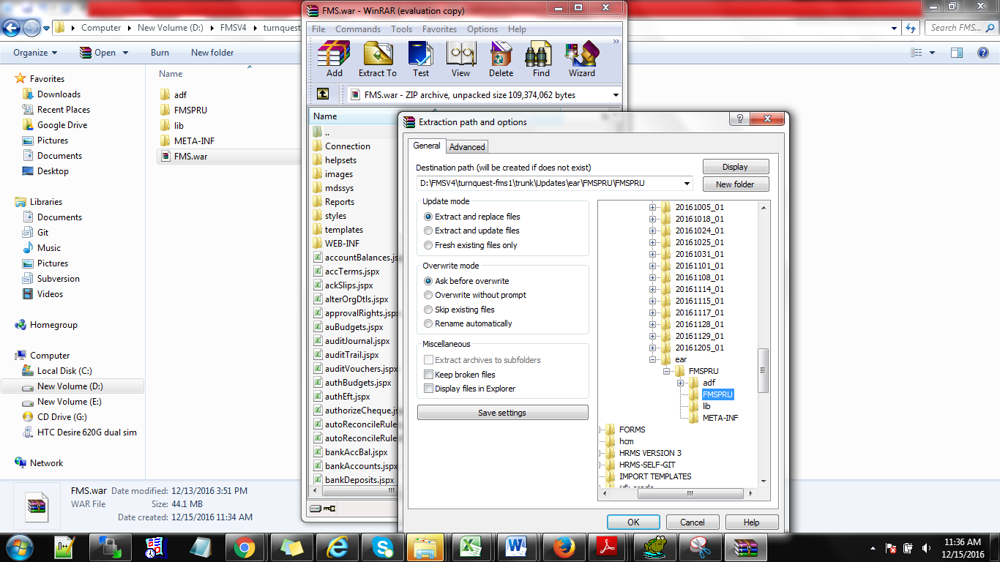 FMS.war - WinRAR (evaluation copy)
Computer
New Volume (D:)
FMSV4
turnquest
Search FMS...
File Commands Tools Favorites Options Help
Organize Open Burn New folder
Add Extract To Test View Delete Find Wizard
»
FMS.war - ZIP archive, unpacked size 109,374,062 bytes
Favorites
Downloads
Recent Places
Google Drive
Pictures
Documents
Desktop
Libraries
Documents
Git
Music
Pictures
Subversion
Videos
Homegroup
Computer
Local Disk (C:)
New Volume (D:)
New Volume (E:)
CD Drive (G:)
HTC Desire 620G dual sim
Network
Name
adf
FMSPRU
lib
META-INF
FMS.war
Name
..
Connection
helpsets
images
mdssys
Reports
styles
templates
WEB-INF
accountBalances.js
accTerms.jspx
ackSlips.jspx
alterOrgDtls.jspx
approvalRights.jspx
auBudgets.jspx
auditJournal.jspx
auditTrail.jspx
auditVouchers.jspx
authBudgets.jspx
authEft.jspx
authorizeCheque.js
autoReconcileRule
autoReconcileRule
bankAccBal.jspx
bankAccounts.jspx
bankDeposits.jspx
Extraction path and options
General Advanced
Destination path (will be created if does not exist)
D:\FMSV4\turnquest-fms1\trunk\Updates\ear\FMSPRU\FMSPRU
Display
New folder
Update mode
Extract and replace files
Extract and update files
Fresh existing files only
Overwrite mode
Ask before overwrite
Overwrite without prompt
Skip existing files
Rename automatically
Miscellaneous
Extract archives to subfolders
Keep broken files
Display files in Explorer
Save settings
20161005_01
20161018_01
20161024_01
20161025_01
20161031_01
20161101_01
20161108_01
20161114_01
20161115_01
20161117_01
20161128_01
20161129_01
20161205_01
ear
FMSPRU
adf
FMSPRU
lib
META-INF
FORMS
hcm
HRMS VERSION 3
HRMS-SELF-GIT
IMPORT TEMPLATES
OK Cancel Help
FMS.war Date modified: 12/13/2016 3:51 PM
WAR File Size: 44.1 MB
Date created: 12/15/2016 11:34 AM
11:36 AM
12/15/2016